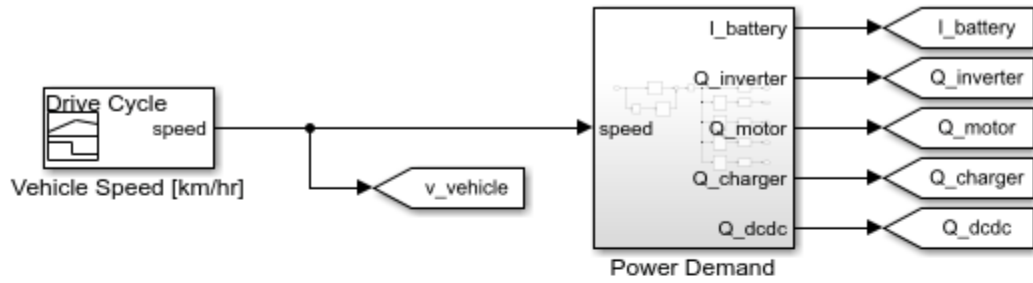 Drive Cycle
speed
Vehicle Speed [km/hr]
v_vehicle
speed
I_battery
Q_inverter
Q_motor
Q_charger
Q_dcdc
Power Demand
I_battery
Q_inverter
Q_motor
Q_charger
Q_dcdc